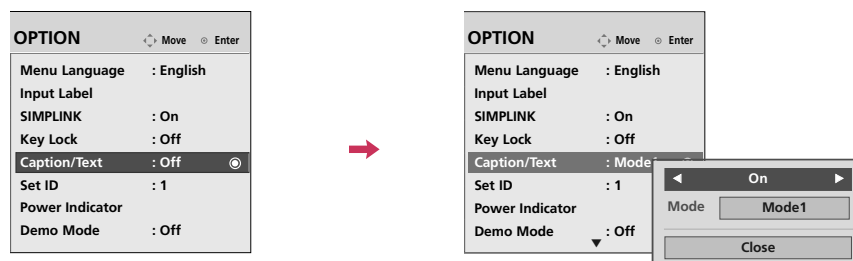 OPTION Move Enter
Menu Language : English
Input Label
SIMPLINK : On
Key Lock : Off
Caption/Text : Off
Set ID : 1
Power Indicator
Demo Mode : Off
OPTION Move Enter
Menu Language : English
Input Label
SIMPLINK : On
Key Lock : Off
Caption/Text : Mode1
Set ID : 1
Power Indicator
Demo Mode : Off
On
Mode Mode1
Close